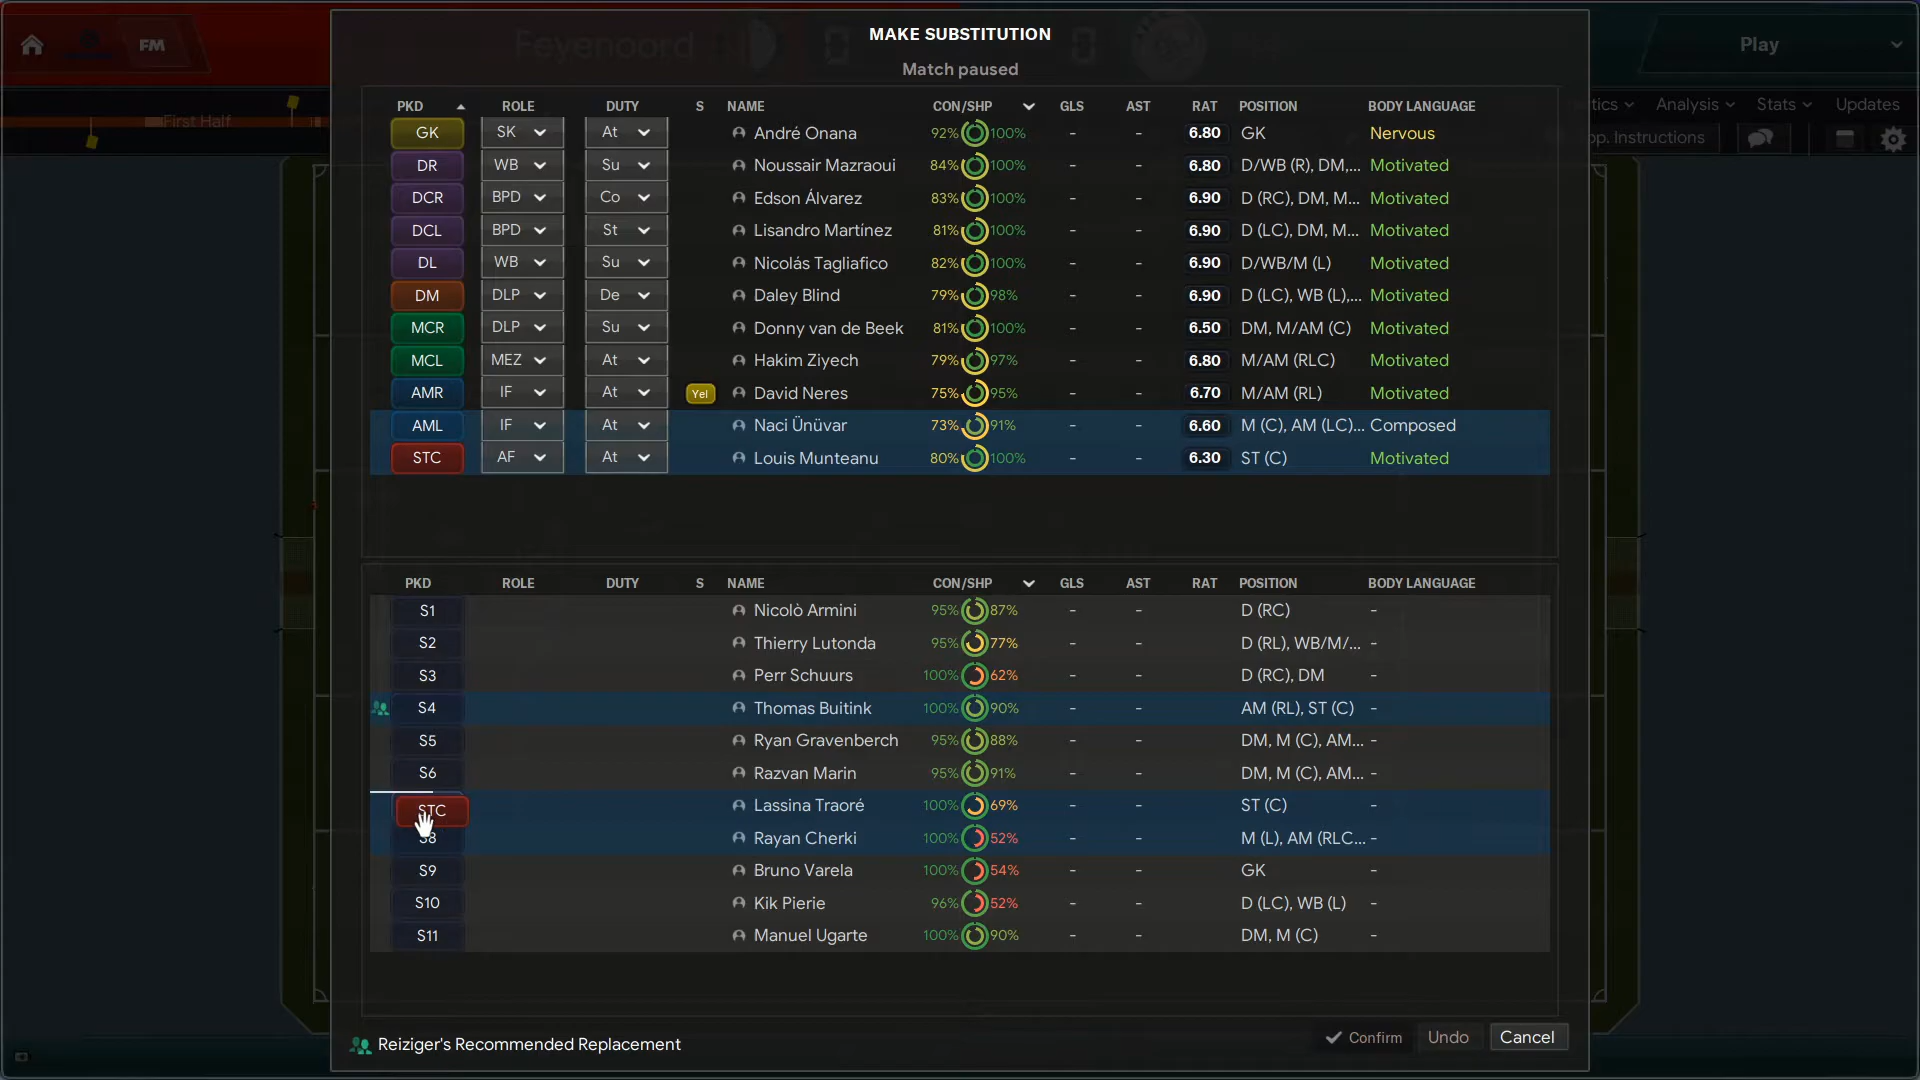 FM
Feyenoord
0
0
Play
First Half
MAKE SUBSTITUTION
Match paused
tics Analysis Stats Updates
pp. Instructions
PKD ROLE DUTY S NAME CON/SHP GLS AST RAT POSITION BODY LANGUAGE
GK SK At André Onana 92% 100% - - 6.80 GK Nervous
DR WB Su Noussair Mazraoui 84% 100% - - 6.80 D/WB (R), DM,... Motivated
DCR BPD Co Edson Álvarez 83% 100% - - 6.90 D (RC), DM, M... Motivated
DCL BPD St Lisandro Martínez 81% 100% - - 6.90 D (LC), DM, M... Motivated
DL WB Su Nicolás Tagliafico 82% 100% - - 6.90 D/WB/M (L) Motivated
DM DLP De Daley Blind 79% 98% - - 6.90 D (LC), WB (L),... Motivated
MCR DLP Su Donny van de Beek 81% 100% - - 6.50 DM, M/AM (C) Motivated
MCL MEZ At Hakim Ziyech 79% 97% - - 6.80 M/AM (RLC) Motivated
AMR IF At Yel David Neres 75% 95% - - 6.70 M/AM (RL) Motivated
AML IF At Naci Ünüvar 73% 91% - - 6.60 M (C), AM (LC)... Composed
STC AF At Louis Munteanu 80% 100% - - 6.30 ST (C) Motivated
PKD ROLE DUTY S NAME CON/SHP GLS AST RAT POSITION BODY LANGUAGE
S1 Nicolò Armini 95% 87% - - D (RC) -
S2 Thierry Lutonda 95% 77% - - D (RL), WB/M/... -
S3 Perr Schuurs 100% 62% - - D (RC), DM -
S4 Thomas Buitink 100% 90% - - AM (RL), ST (C) -
S5 Ryan Gravenberch 95% 88% - - DM, M (C), AM... -
S6 Razvan Marin 95% 91% - - DM, M (C), AM... -
STC Lassina Traoré 100% 69% - - ST (C) -
S8 Rayan Cherki 100% 52% - - M (L), AM (RLC... -
S9 Bruno Varela 100% 54% - - GK -
S10 Kik Pierie 96% 52% - - D (LC), WB (L) -
S11 Manuel Ugarte 100% 90% - - DM, M (C) -
Reiziger's Recommended Replacement
Confirm Undo Cancel